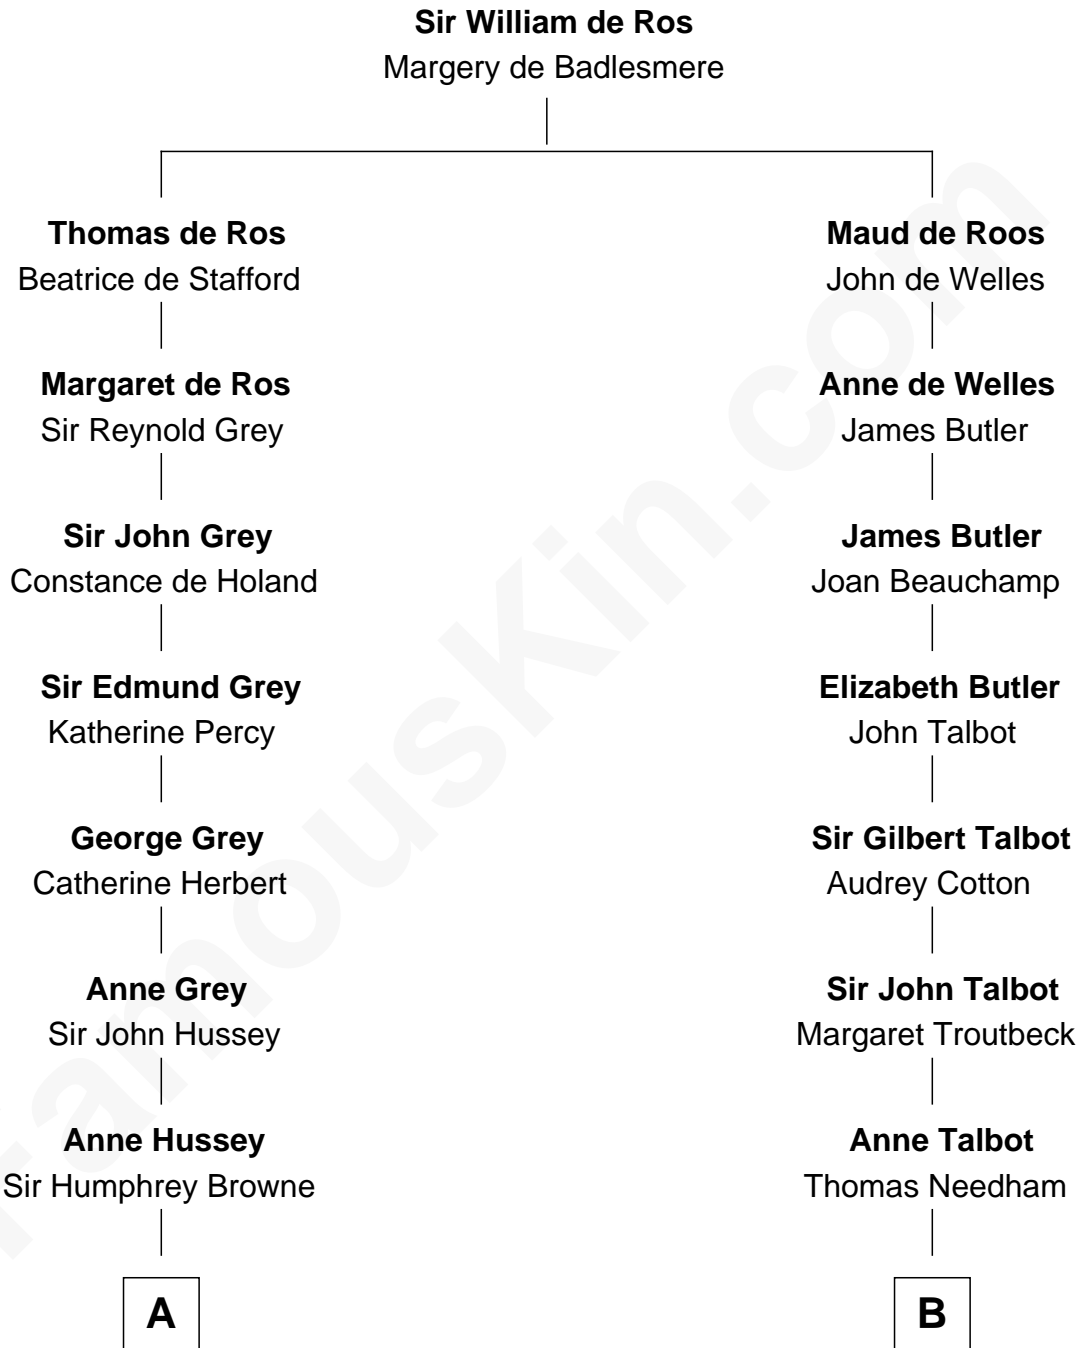 Sir William de Ros
Margery de Badlesmere
Thomas de Ros
Beatrice de Stafford
Maud de Roos
John de Welles
Margaret de Ros
Sir Reynold Grey
Anne de Welles
James Butler
Sir John Grey
Constance de Holand
James Butler
Joan Beauchamp
Sir Edmund Grey
Katherine Percy
Elizabeth Butler
John Talbot
George Grey
Catherine Herbert
Sir Gilbert Talbot
Audrey Cotton
Anne Grey
Sir John Hussey
Sir John Talbot
Margaret Troutbeck
Anne Hussey
Sir Humphrey Browne
Anne Talbot
Thomas Needham
A
B
FamousKin.com